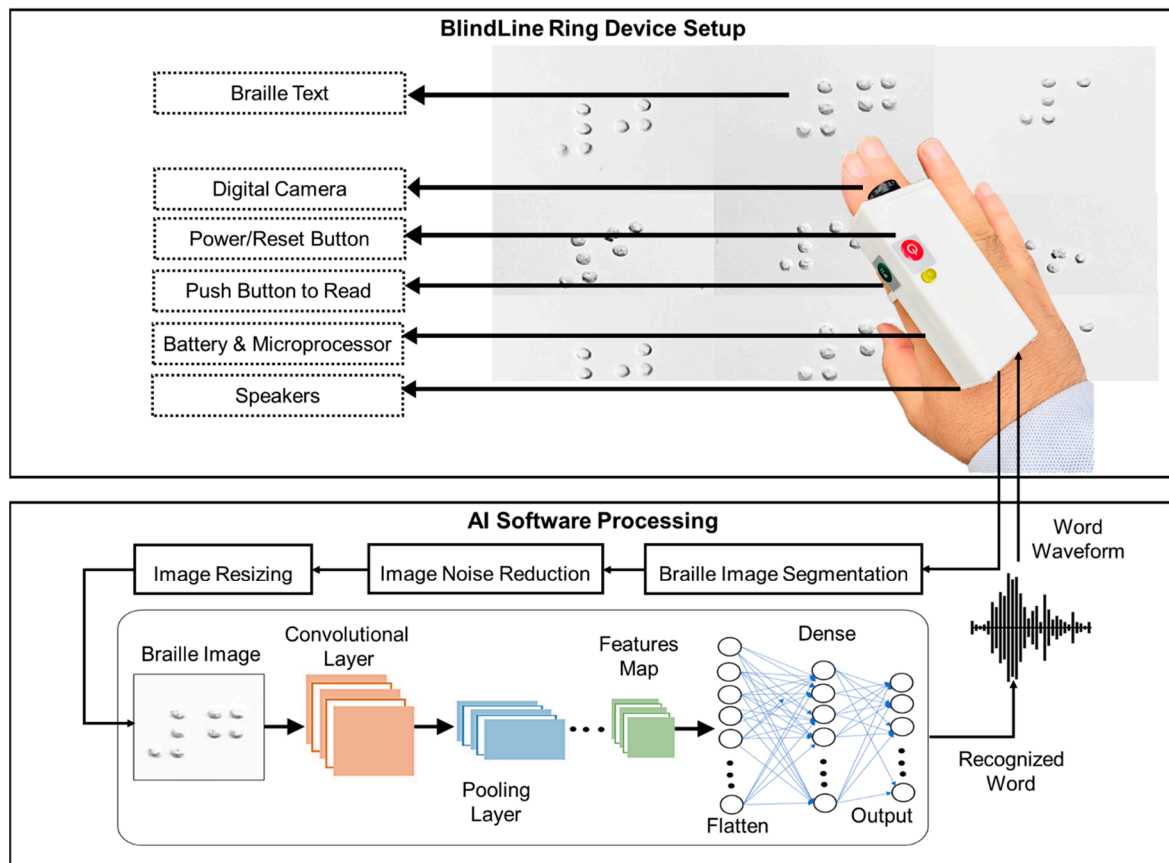 BlindLine Ring Device Setup
Braille Text
Digital Camera
Power/Reset Button
Push Button to Read
Battery & Microprocessor
Speakers
AI Software Processing
Word
Waveform
Image Resizing
Image Noise Reduction
Braille Image Segmentation
Braille Image
Convolutional
Layer
Pooling
Layer
Features
Map
Flatten
Dense
Output
Recognized
Word